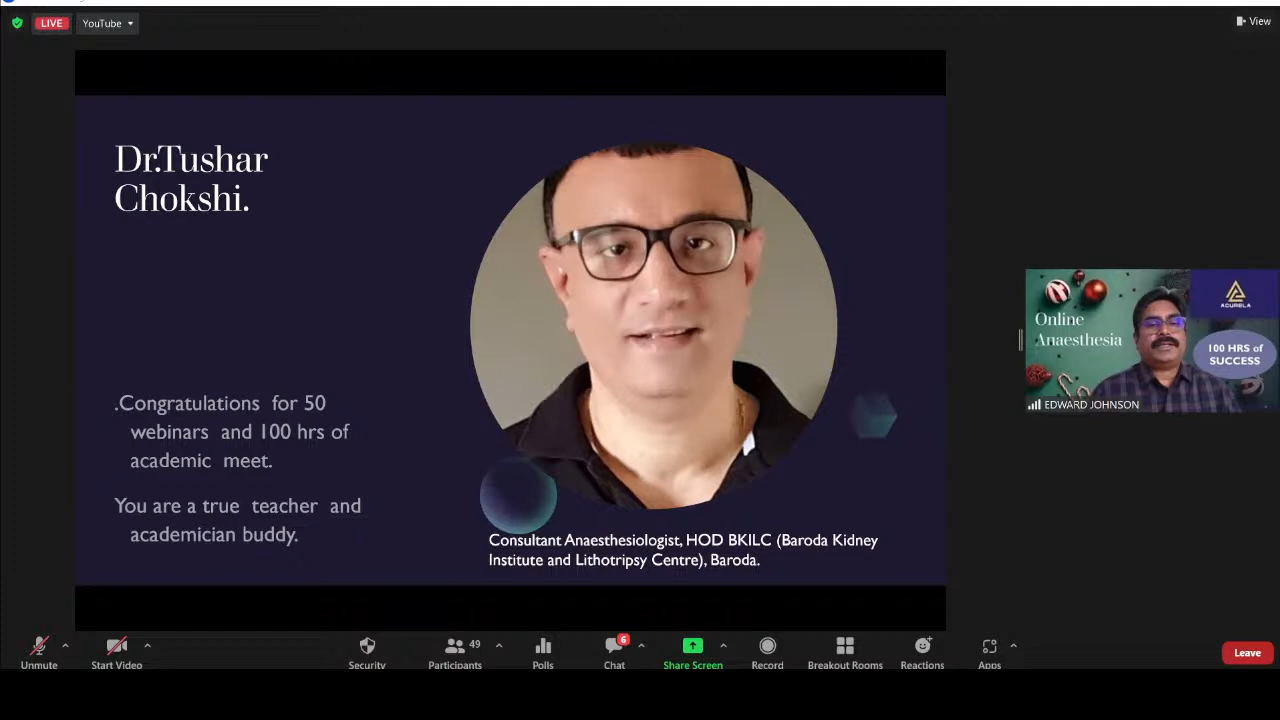 LIVE
YouTube
View
Dr.Tushar
Chokshi.
.Congratulations for 50
webinars and 100 hrs of
academic meet.
You are a true teacher and
academician buddy.
Consultant Anaesthesiologist, HOD BKILC (Baroda Kidney
Institute and Lithotripsy Centre), Baroda.
Online
Anaesthesia
ACURELA
100 HRS of
SUCCESS
EDWARD JOHNSON
Unmute
Start Video
Security
Participants
49
Polls
Chat
6
Share Screen
Record
Breakout Rooms
Reactions
Apps
Leave